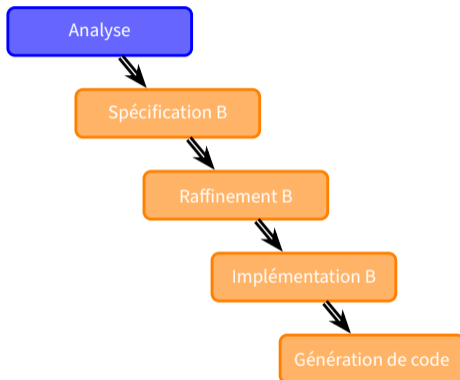 Analyse
Spécification B
Raffinement B
Implémentation B
Génération de code